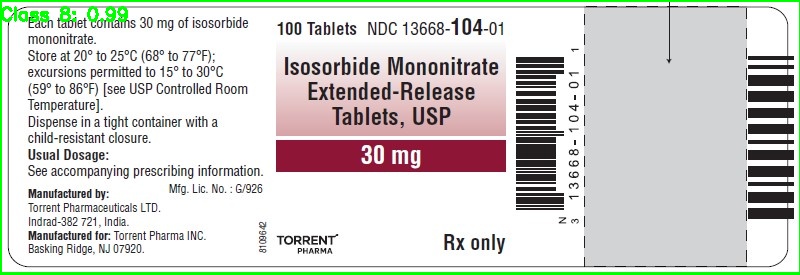 Class 8: 0.99
Each tablet contains 30 mg of isosorbide
mononitrate.
Store at 20° to 25°C (68° to 77°F);
excursions permitted to 15° to 30°C
(59° to 86°F) [see USP Controlled Room
Temperature].
Dispense in a tight container with a
child-resistant closure.
Usual Dosage:
See accompanying prescribing information.
Mfg. Lic. No. : G/926
Manufactured by:
Torrent Pharmaceuticals LTD.
Indrad-382 721, India.
Manufactured for: Torrent Pharma INC.
Basking Ridge, NJ 07920.
8109642
100 Tablets NDC 13668-104-01
Isosorbide Mononitrate
Extended-Release
Tablets, USP
30 mg
TORRENT
PHARMA
Rx only
N
3 13668-104-01 1